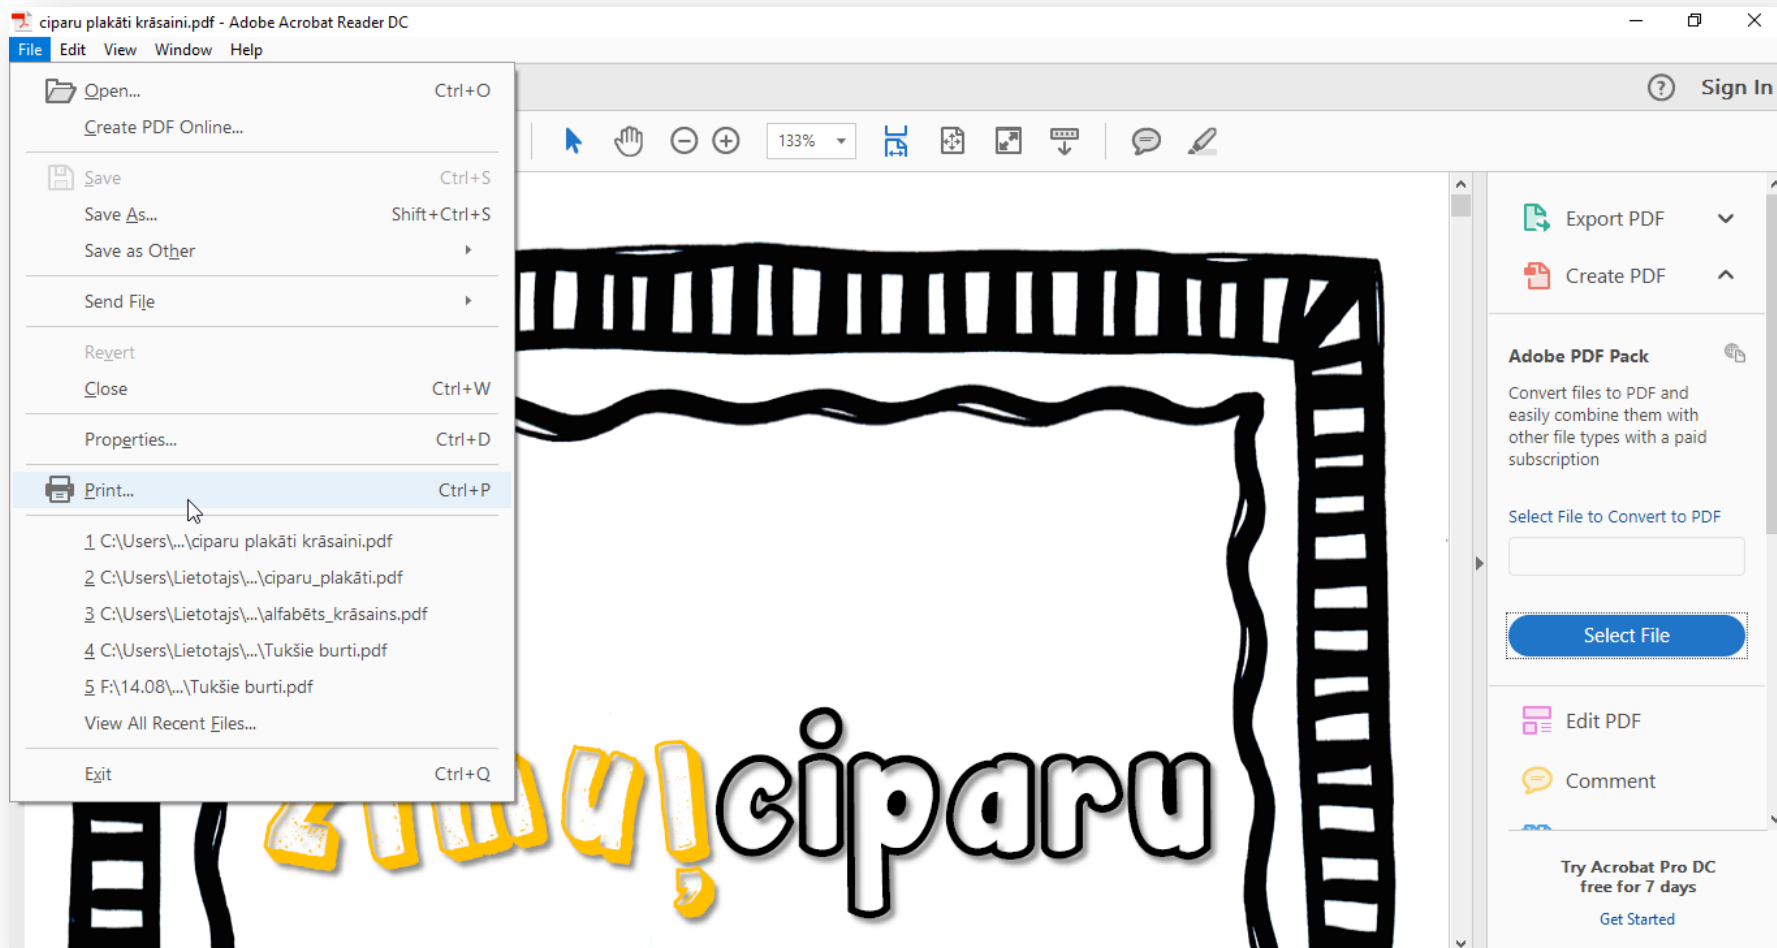 ciparu plakāti krāsaini.pdf - Adobe Acrobat Reader DC
File Edit View Window Help
Open... Ctrl+O
Create PDF Online...
Save Ctrl+S
Save As... Shift+Ctrl+S
Save as Other
Send File
Revert
Close Ctrl+W
Properties... Ctrl+D
Print... Ctrl+P
1 C:\Users\...\ciparu plakāti krāsaini.pdf
2 C:\Users\Lietotajs\...\ciparu_plakāti.pdf
3 C:\Users\Lietotajs\...\alfabēts_krāsains.pdf
4 C:\Users\Lietotajs\...\Tukšie burti.pdf
5 F:\14.08\...\Tukšie burti.pdf
View All Recent Files...
Exit Ctrl+Q
? Sign In
133%
ciparu
Export PDF
Create PDF
Adobe PDF Pack
Convert files to PDF and
easily combine them with
other file types with a paid
subscription
Select File to Convert to PDF
Select File
Edit PDF
Comment
Try Acrobat Pro DC
free for 7 days
Get Started